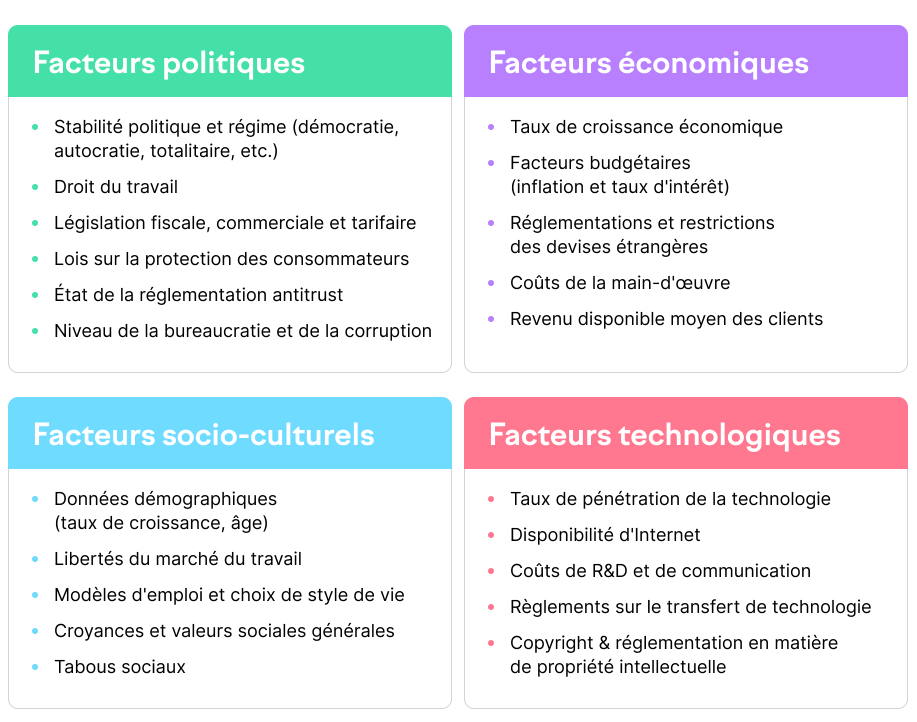 Facteurs politiques
Stabilité politique et régime (démocratie,
autocratie, totalitaire, etc.)
Droit du travail
Législation fiscale, commerciale et tarifaire
Lois sur la protection des consommateurs
État de la réglementation antitrust
Niveau de la bureaucratie et de la corruption
Facteurs économiques
Taux de croissance économique
Facteurs budgétaires
(inflation et taux d'intérêt)
Réglementations et restrictions
des devises étrangères
Coûts de la main-d'œuvre
Revenu disponible moyen des clients
Facteurs socio-culturels
Données démographiques
(taux de croissance, âge)
Libertés du marché du travail
Modèles d'emploi et choix de style de vie
Croyances et valeurs sociales générales
Tabous sociaux
Facteurs technologiques
Taux de pénétration de la technologie
Disponibilité d'Internet
Coûts de R&D et de communication
Règlements sur le transfert de technologie
Copyright & réglementation en matière
de propriété intellectuelle